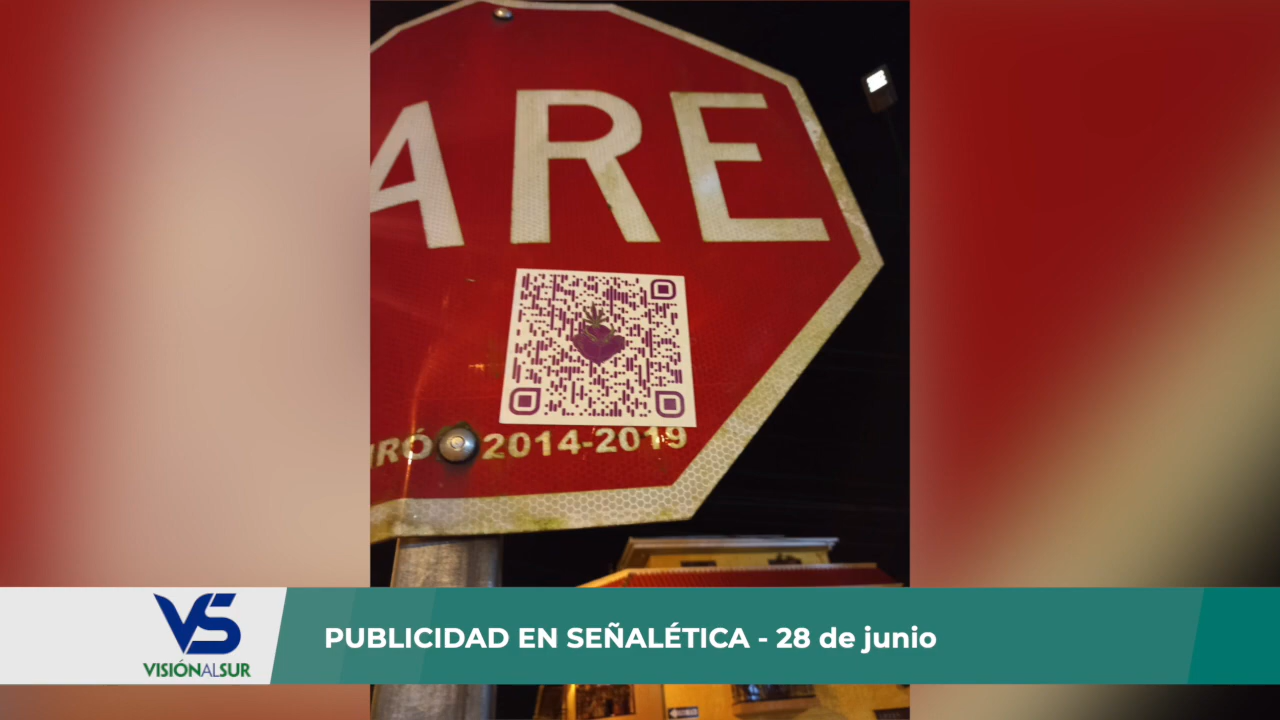 ARE
IRÓ 2014-2019
VS
VISIÓNALSUR
PUBLICIDAD EN SEÑALÉTICA - 28 de junio